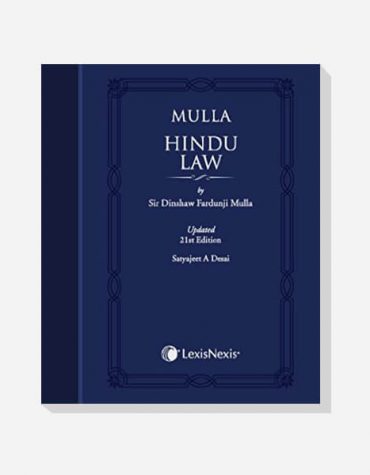 MULLA
HINDU
LAW
by
Sir Dinshaw Fardunji Mulla
Updated
21st Edition
Satyajeet A Desai
LexisNexis®